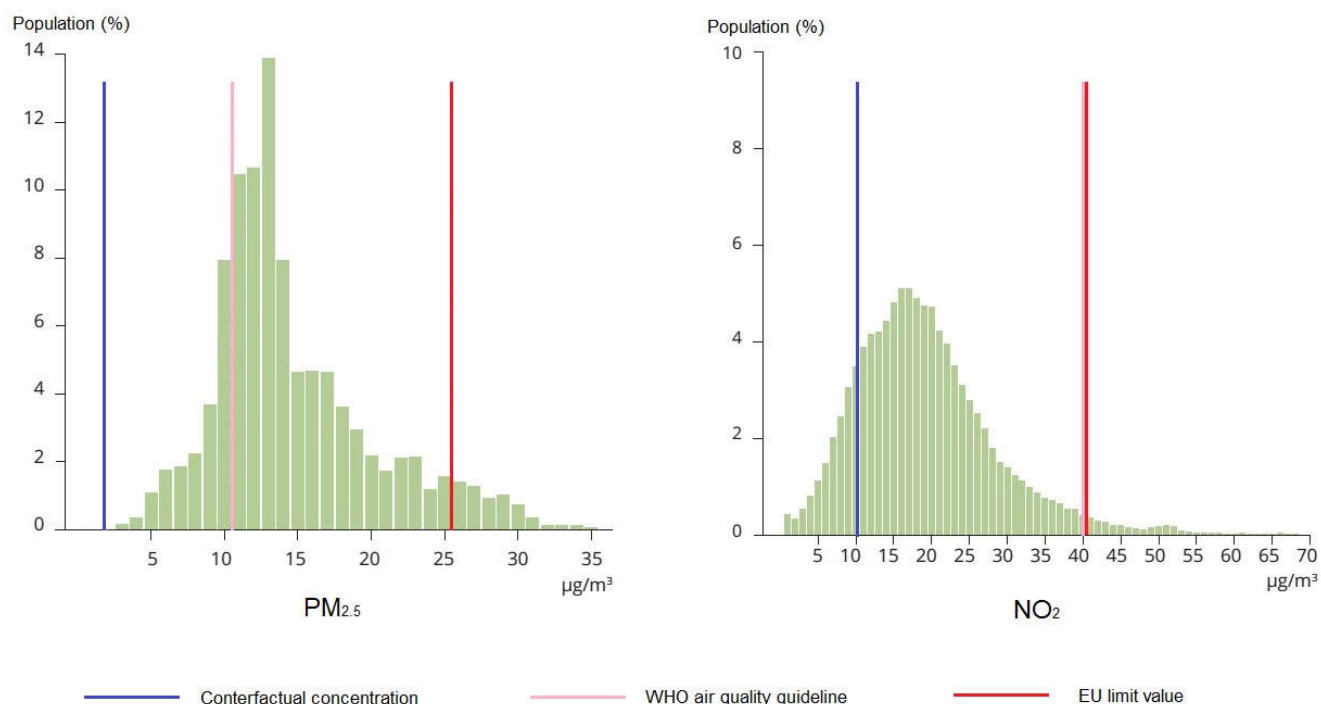 Population (%)
14
12
10
8
6
4
2
0
5 10 15 20 25 30 35
µg/m³
PM2.5
Population (%)
10
8
6
4
2
0
5 10 15 20 25 30 35 40 45 50 55 60 65 70
µg/m³
NO2
Conterfactual concentration
WHO air quality guideline
EU limit value